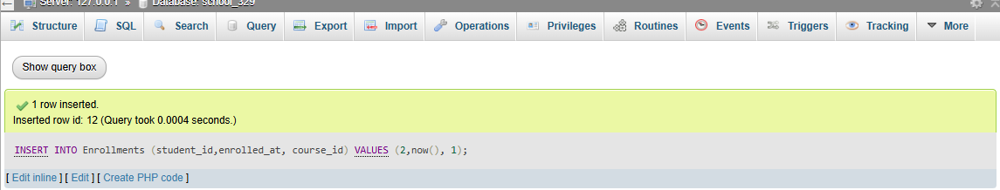 Server: 127.0.0.1 » Database: school_329
Structure SQL Search Query Export Import Operations Privileges Routines Events Triggers Tracking More
Show query box
1 row inserted.
Inserted row id: 12 (Query took 0.0004 seconds.)
INSERT INTO Enrollments (student_id,enrolled_at, course_id) VALUES (2,now(), 1);
[ Edit inline ] [ Edit ] [ Create PHP code ]